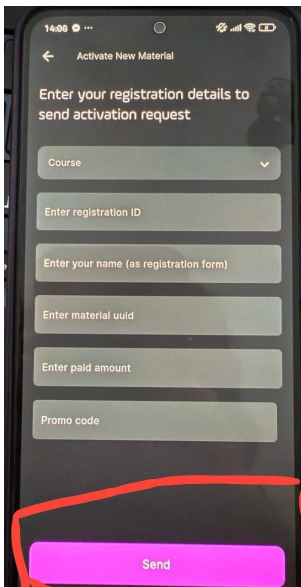 14:06
Activate New Material
Enter your registration details to
send activation request
Course
Enter registration ID
Enter your name (as registration form)
Enter material uuid
Enter paid amount
Promo code
Send